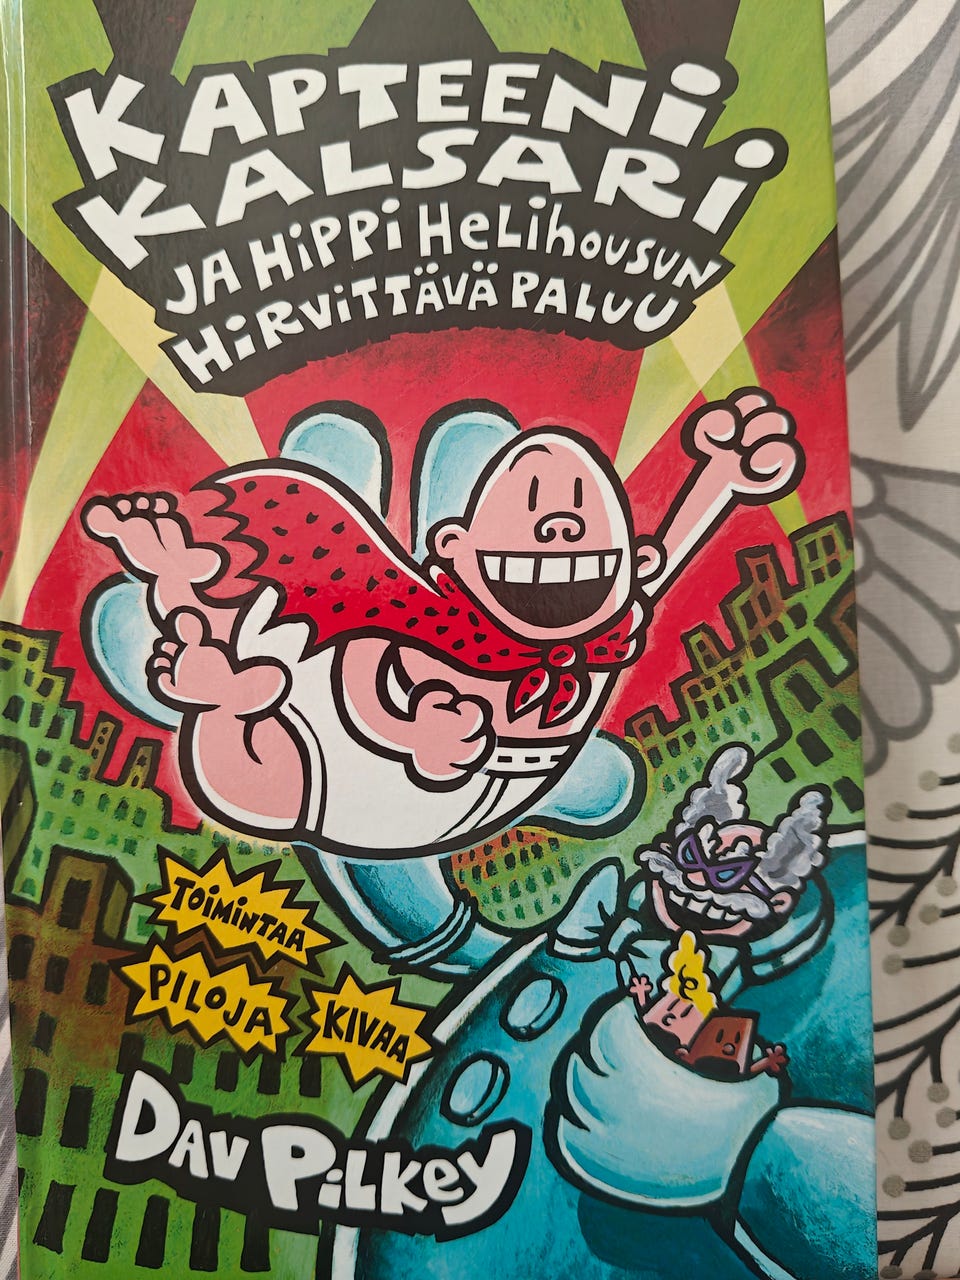 KAPTEENI
KALSARI
JA HiPPi HeLihousun
HiRViTTÄVÄ PALUU
TOiMiNTAA
PiLOJA
KiVAA
DAV PiLKEY